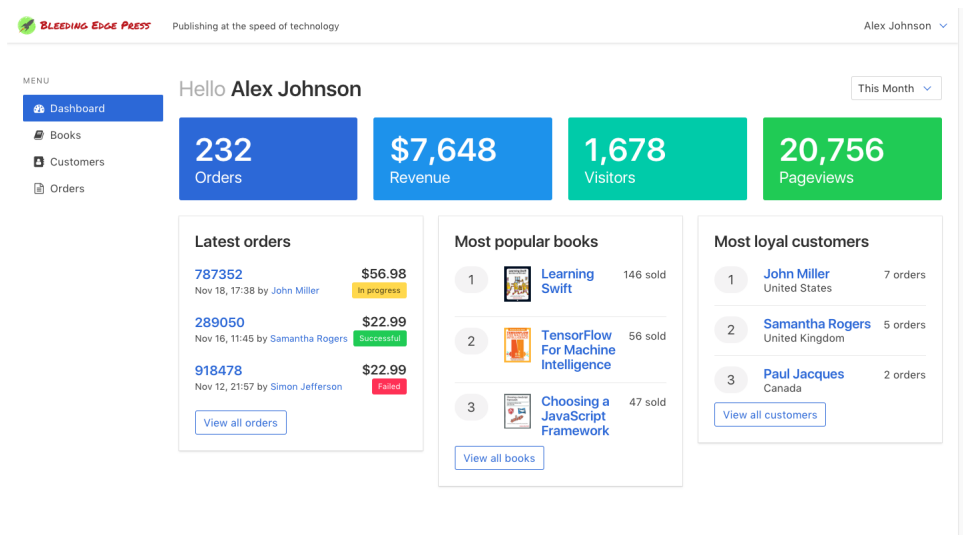 BLEEDING EDGE PRESS
Publishing at the speed of technology
Alex Johnson
MENU
Dashboard
Books
Customers
Orders
Hello Alex Johnson
This Month
232
Orders
$7,648
Revenue
1,678
Visitors
20,756
Pageviews
Latest orders
787352 $56.98
Nov 18, 17:38 by John Miller In progress
289050 $22.99
Nov 16, 11:45 by Samantha Rogers Successful
918478 $22.99
Nov 12, 21:57 by Simon Jefferson Failed
View all orders
Most popular books
1 Learning 146 sold
Swift
2 TensorFlow 56 sold
For Machine
Intelligence
3 Choosing a 47 sold
JavaScript
Framework
View all books
Most loyal customers
1 John Miller 7 orders
United States
2 Samantha Rogers 5 orders
United Kingdom
3 Paul Jacques 2 orders
Canada
View all customers